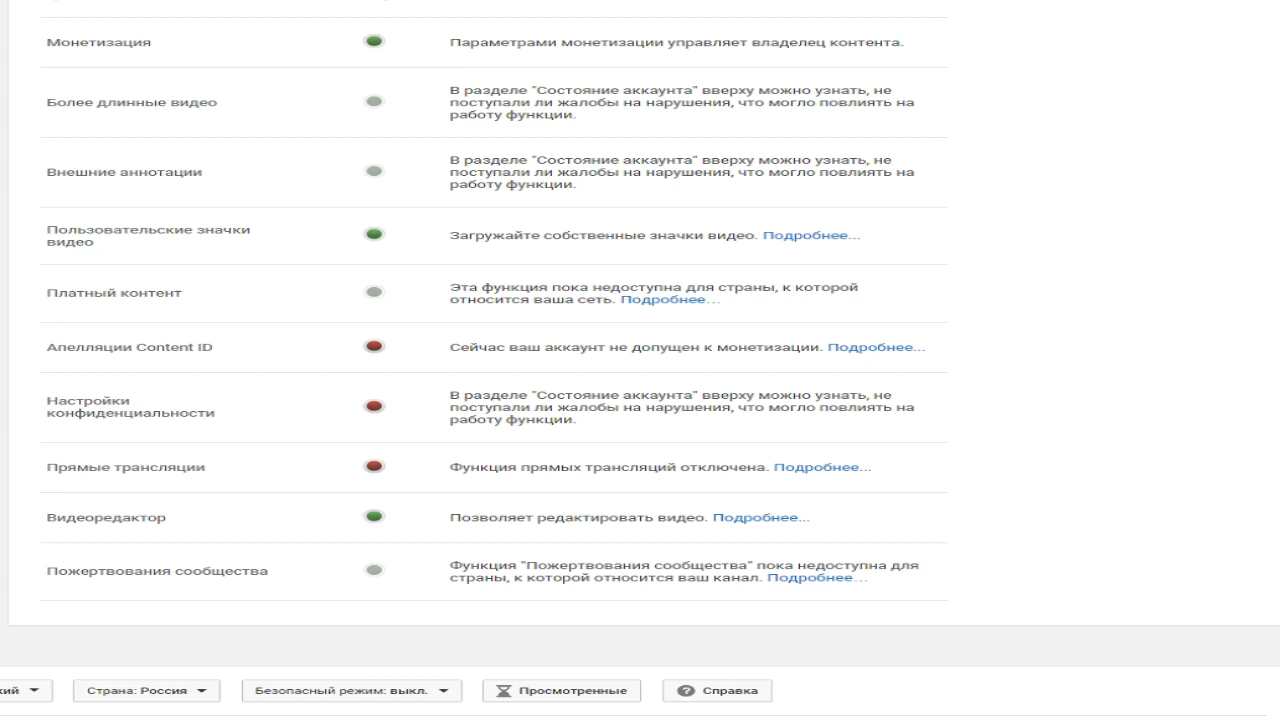 Монетизация
Параметрами монетизации управляет владелец контента.
Более длинные видео
В разделе "Состояние аккаунта" вверху можно узнать, не
поступали ли жалобы на нарушения, что могло повлиять на
работу функции.
Внешние аннотации
В разделе "Состояние аккаунта" вверху можно узнать, не
поступали ли жалобы на нарушения, что могло повлиять на
работу функции.
Пользовательские значки
видео
Загружайте собственные значки видео. Подробнее...
Платный контент
Эта функция пока недоступна для страны, к которой
относится ваша сеть. Подробнее...
Апелляции Content ID
Сейчас ваш аккаунт не допущен к монетизации. Подробнее...
Настройки
конфиденциальности
В разделе "Состояние аккаунта" вверху можно узнать, не
поступали ли жалобы на нарушения, что могло повлиять на
работу функции.
Прямые трансляции
Функция прямых трансляций отключена. Подробнее...
Видеоредактор
Позволяет редактировать видео. Подробнее...
Пожертвования сообщества
Функция "Пожертвования сообщества" пока недоступна для
страны, к которой относится ваш канал. Подробнее...
кий Страна: Россия Безопасный режим: выкл. Просмотренные Справка